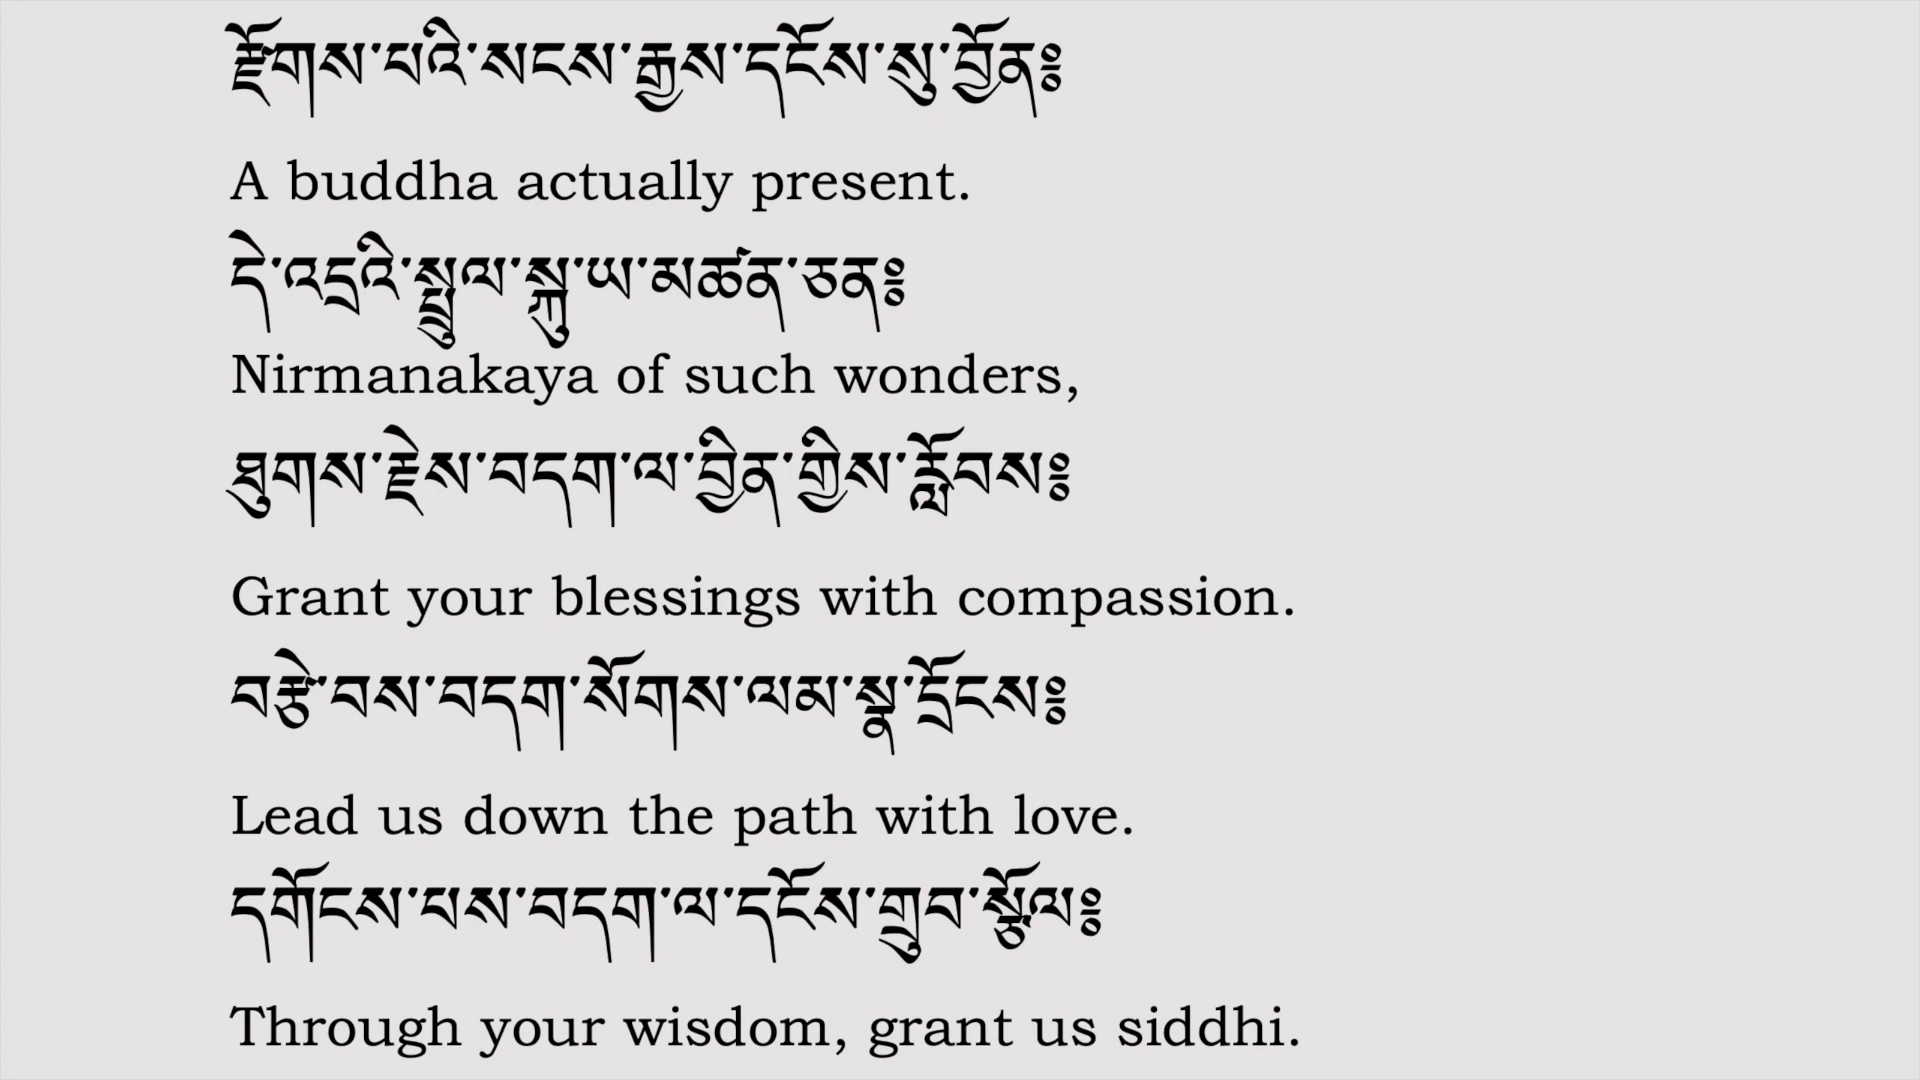 རྫོགས་པའི་སངས་རྒྱས་དངོས་སུ་བྱོན༔
A buddha actually present.
དེ་འདྲའི་སྤྲུལ་སྐུ་ཡ་མཚན་ཅན༔
Nirmanakaya of such wonders,
ཐུགས་རྗེས་བདག་ལ་བྱིན་གྱིས་རློབས༔
Grant your blessings with compassion.
བརྩེ་བས་བདག་སོགས་ལམ་སྣ་དྲོངས༔
Lead us down the path with love.
དགོངས་པས་བདག་ལ་དངོས་གྲུབ་སྩོལ༔
Through your wisdom, grant us siddhi.